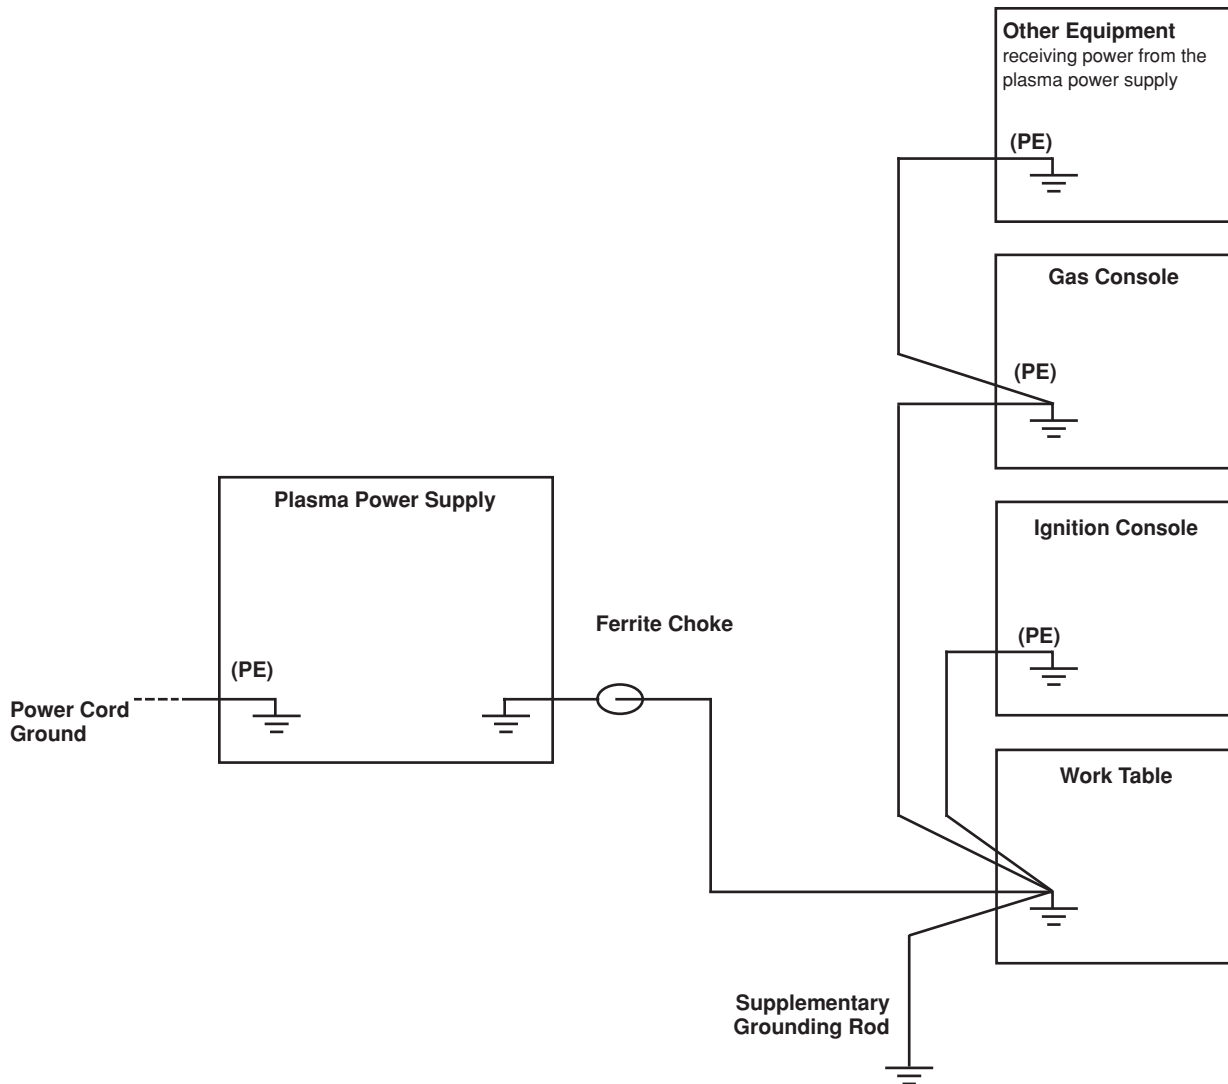 Other Equipment
receiving power from the
plasma power supply
(PE)
Gas Console
(PE)
Plasma Power Supply
Ignition Console
Ferrite Choke
(PE)
(PE)
Power Cord
Ground
Work Table
Supplementary
Grounding Rod